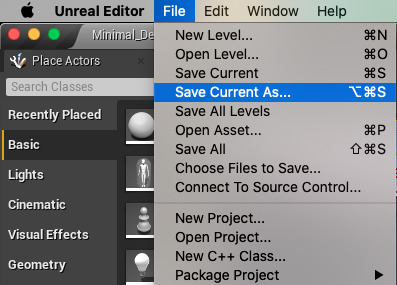 Unreal Editor File Edit Window Help
Minimal_De
Place Actors
Search Classes
Recently Placed
Basic
Lights
Cinematic
Visual Effects
Geometry
New Level... ⌘N
Open Level... ⌘O
Save Current ⌘S
Save Current As... ⌥⌘S
Save All Levels
Open Asset... ⌘P
Save All ⇧⌘S
Choose Files to Save...
Connect To Source Control...
New Project...
Open Project...
New C++ Class...
Package Project